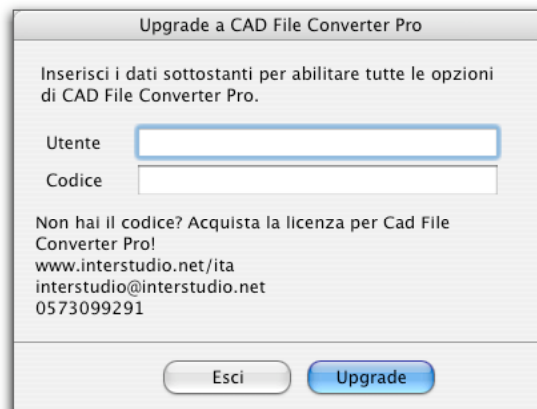 Upgrade a CAD File Converter Pro
Inserisci i dati sottostanti per abilitare tutte le opzioni
di CAD File Converter Pro.
Utente
Codice
Non hai il codice? Acquista la licenza per Cad File
Converter Pro!
www.interstudio.net/ita
interstudio@interstudio.net
0573099291
Esci
Upgrade